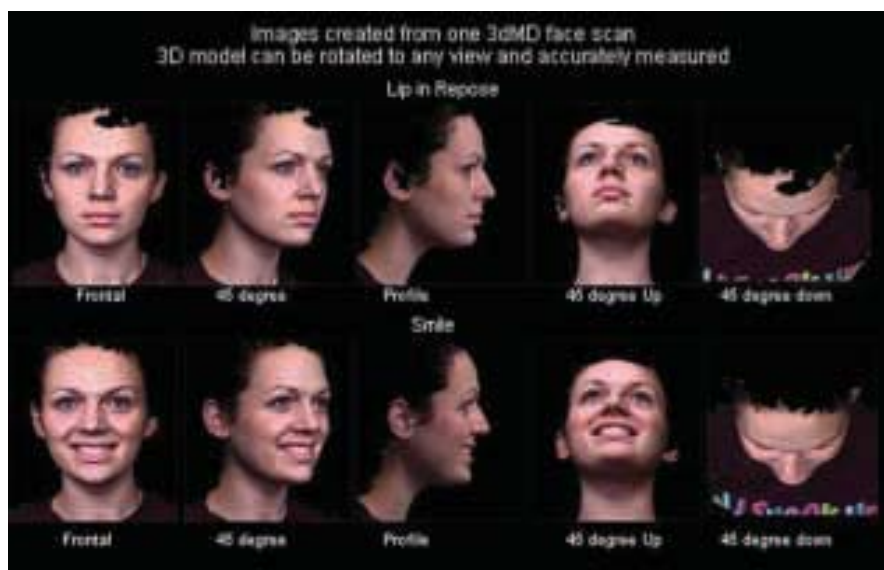 Images created from one 3dMD face scan
3D model can be rotated to any view and accurately measured
Lip in Repose
Frontal 45 degree Profile 45 degree Up 45 degree down
Smile
Frontal 45 degree Profile 45 degree Up 45 degree down